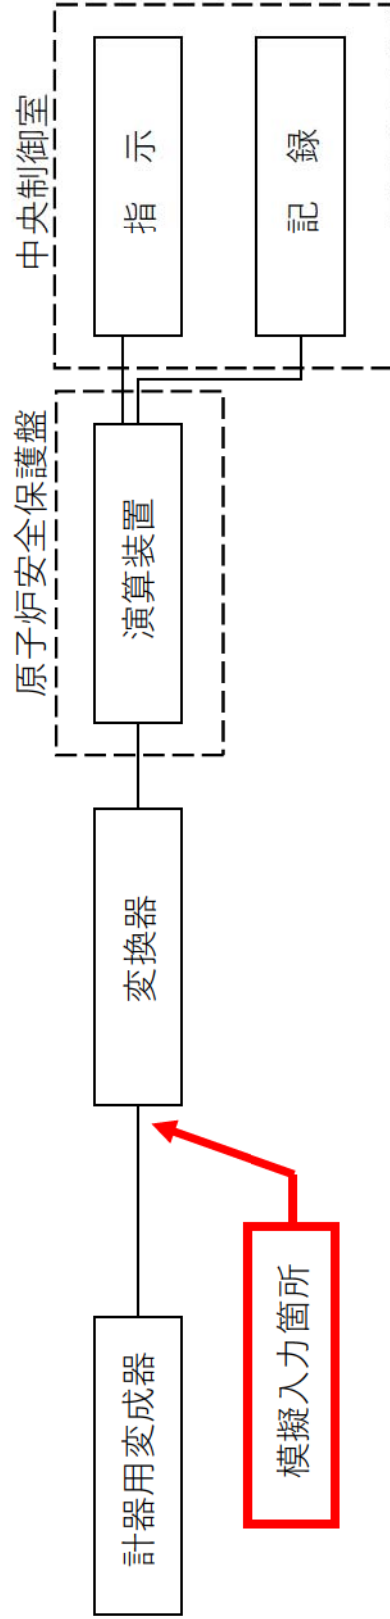 計器用変成器
模擬入力箇所
変換器
原子炉安全保護盤
演算装置
中央制御室
指 示
記 録